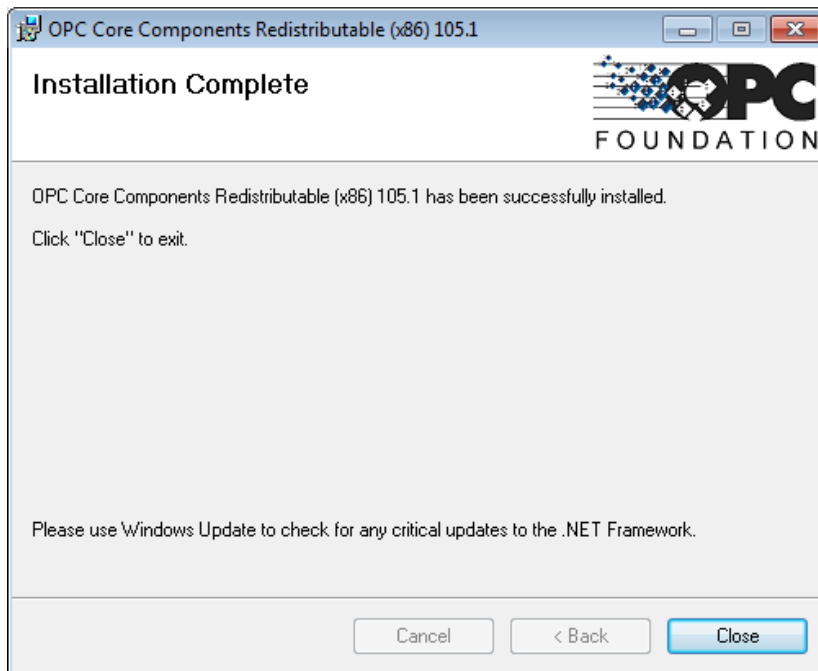 OPC Core Components Redistributable (x86) 105.1
Installation Complete
OPC
FOUNDATION
OPC Core Components Redistributable (x86) 105.1 has been successfully installed.
Click "Close" to exit.
Please use Windows Update to check for any critical updates to the .NET Framework.
Cancel
< Back
Close